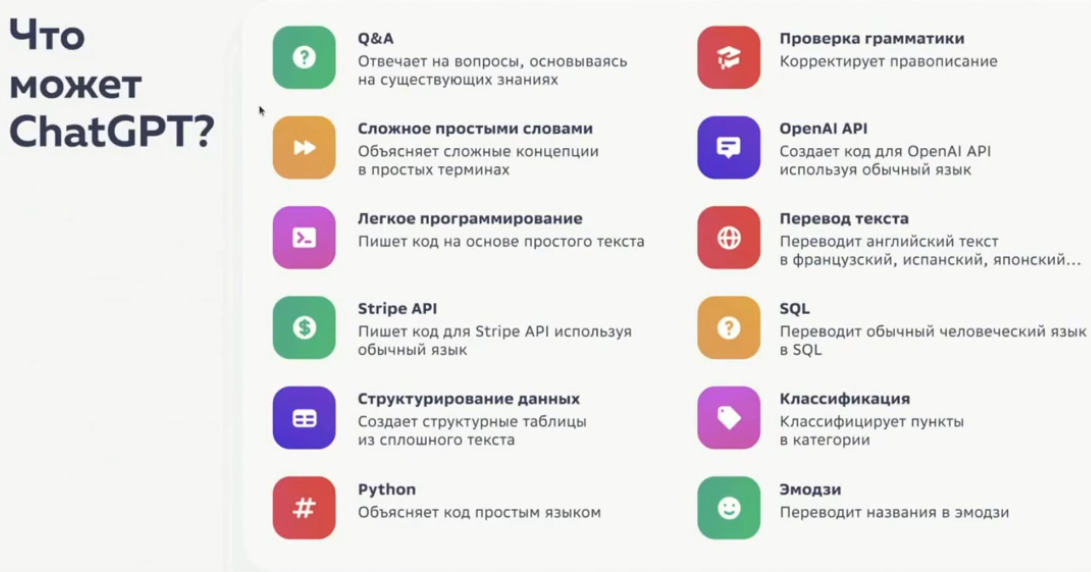 Что
может
ChatGPT?
Q&A
Отвечает на вопросы, основываясь
на существующих знаниях
Сложное простыми словами
Объясняет сложные концепции
в простых терминах
Легкое программирование
Пишет код на основе простого текста
Stripe API
Пишет код для Stripe API используя
обычный язык
Структурирование данных
Создает структурные таблицы
из сплошного текста
Python
Объясняет код простым языком
Проверка грамматики
Корректирует правописание
OpenAI API
Создает код для OpenAI API
используя обычный язык
Перевод текста
Переводит английский текст
в французский, испанский, японский...
SQL
Переводит обычный человеческий язык
в SQL
Классификация
Классифицирует пункты
в категории
Эмодзи
Переводит названия в эмодзи